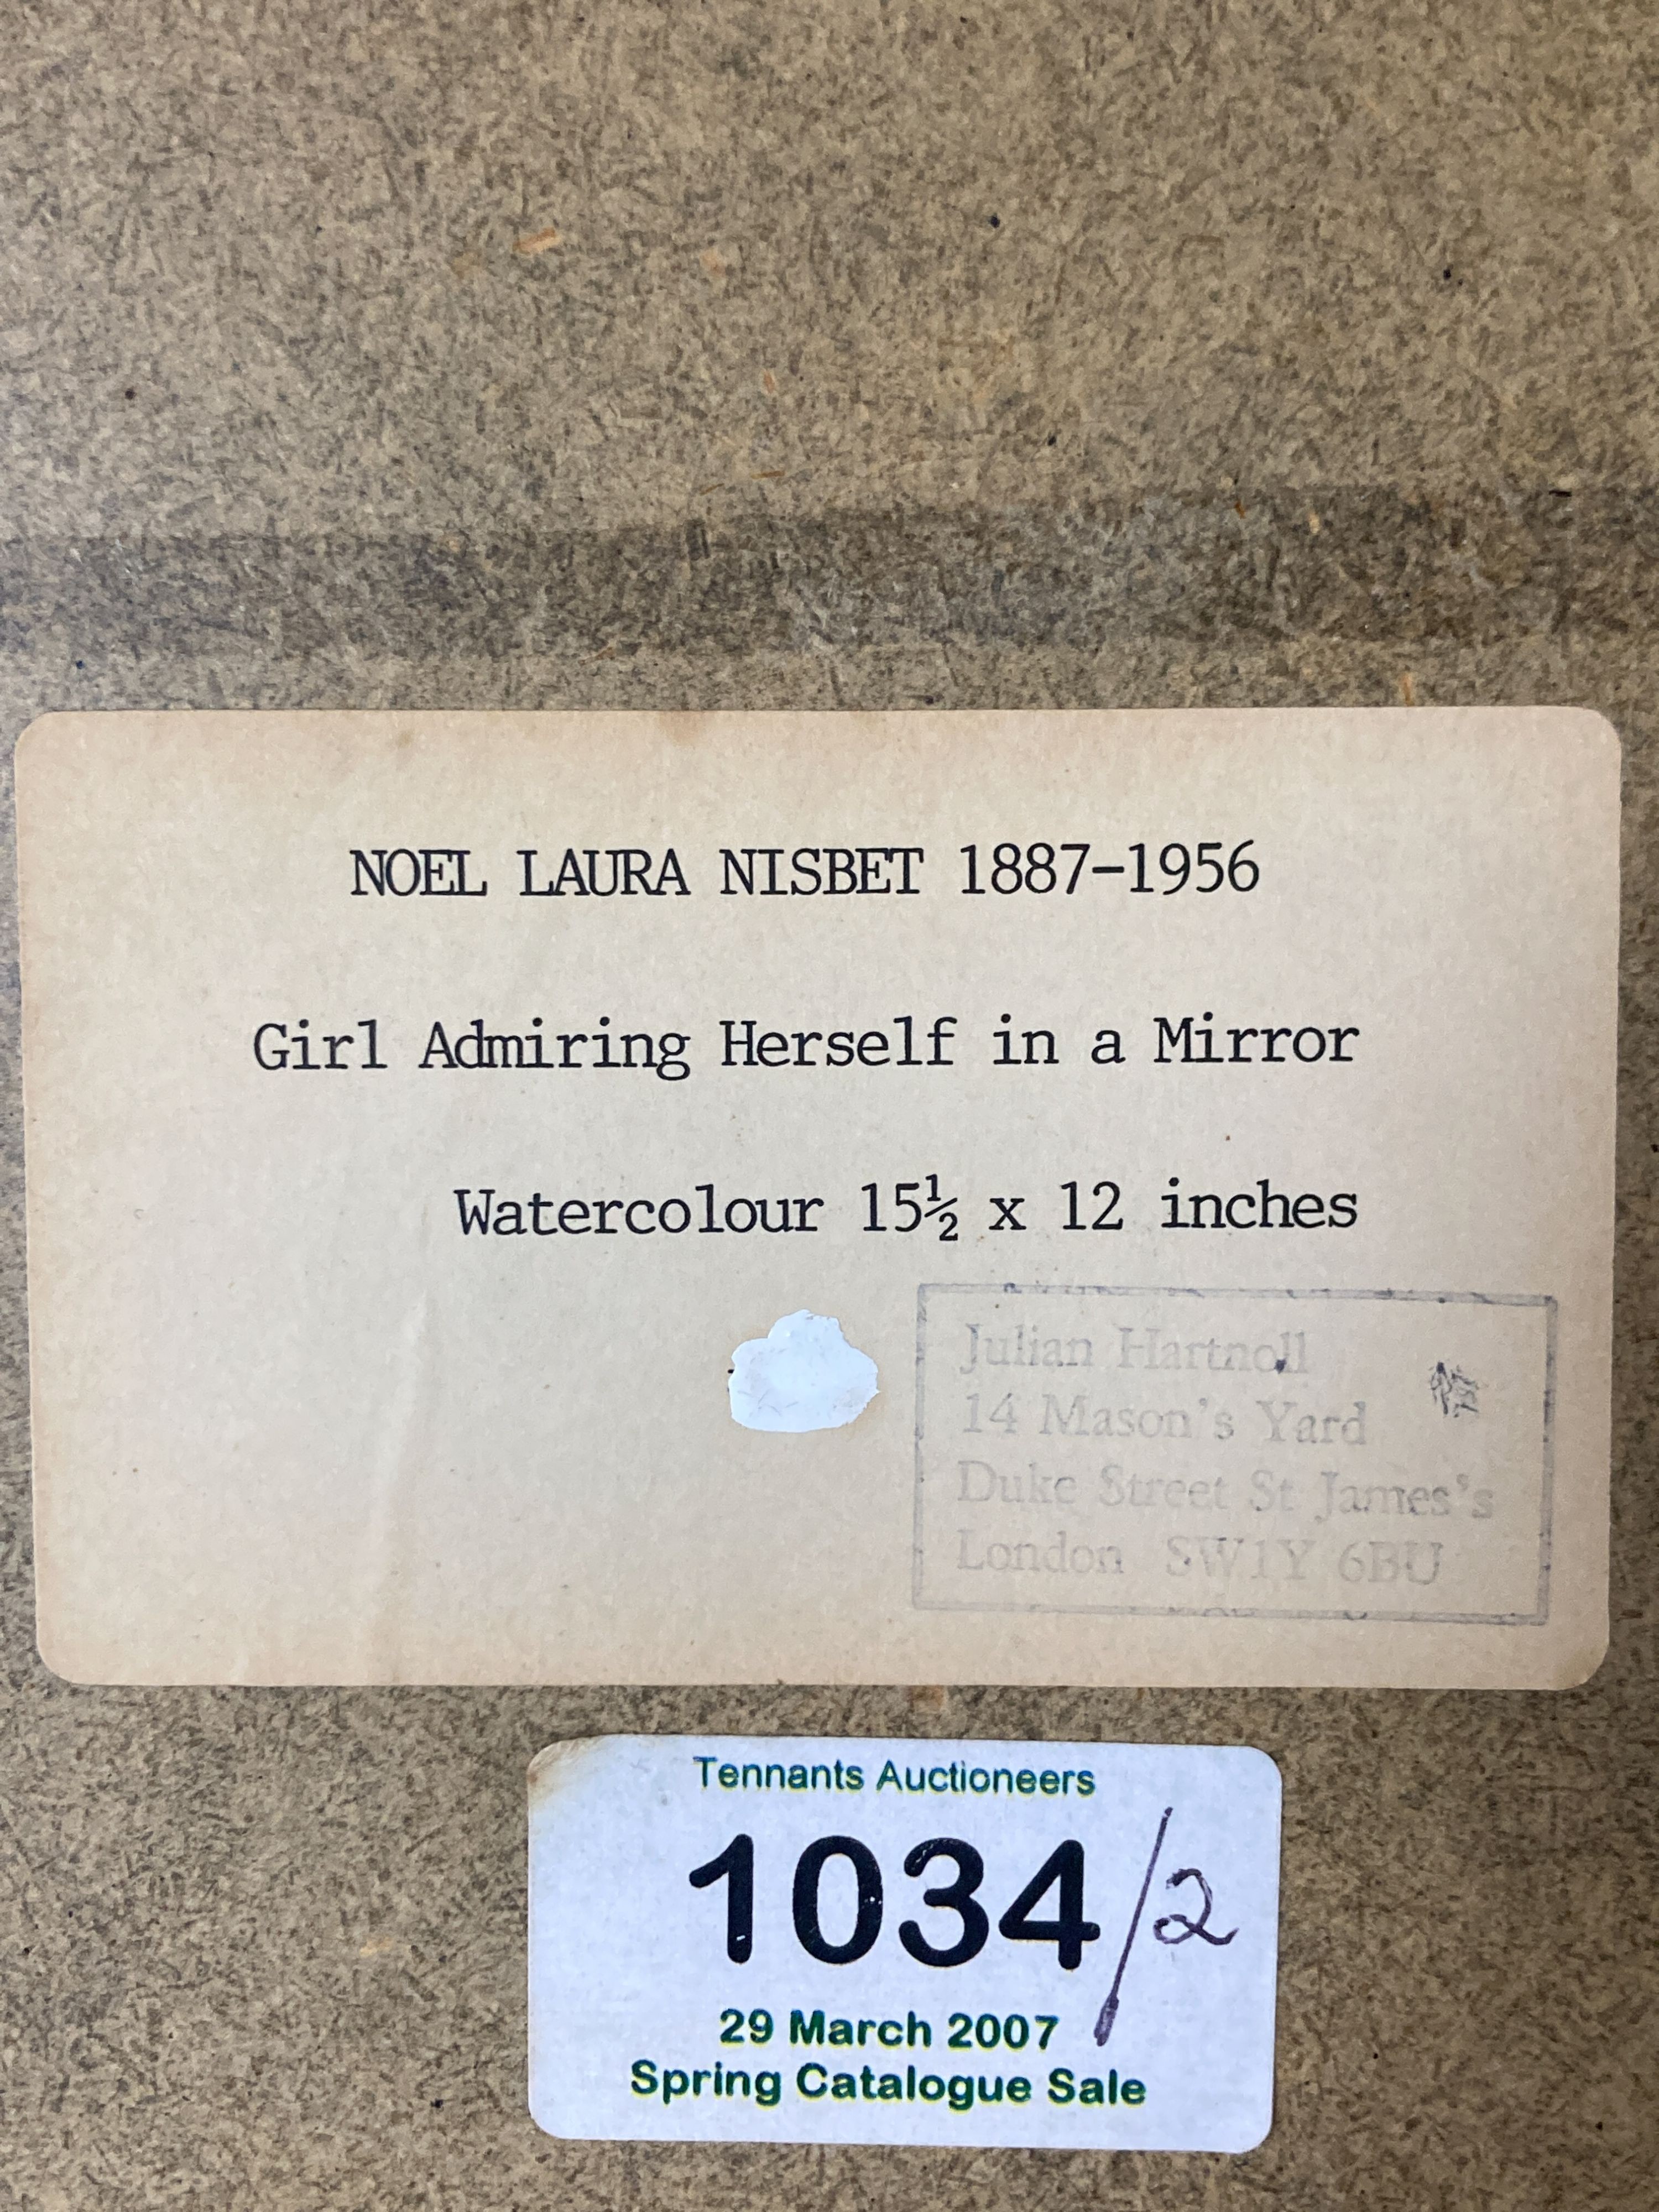 NOEL LAURA NISBET 1887-1956
Girl Admiring Herself in a Mirror
Watercolour 15½ x 12 inches
Julian Hartnoll
14 Mason's Yard
Duke Street St James's
London SW1Y 6BU
Tennants Auctioneers
1034/2
29 March 2007
Spring Catalogue Sale